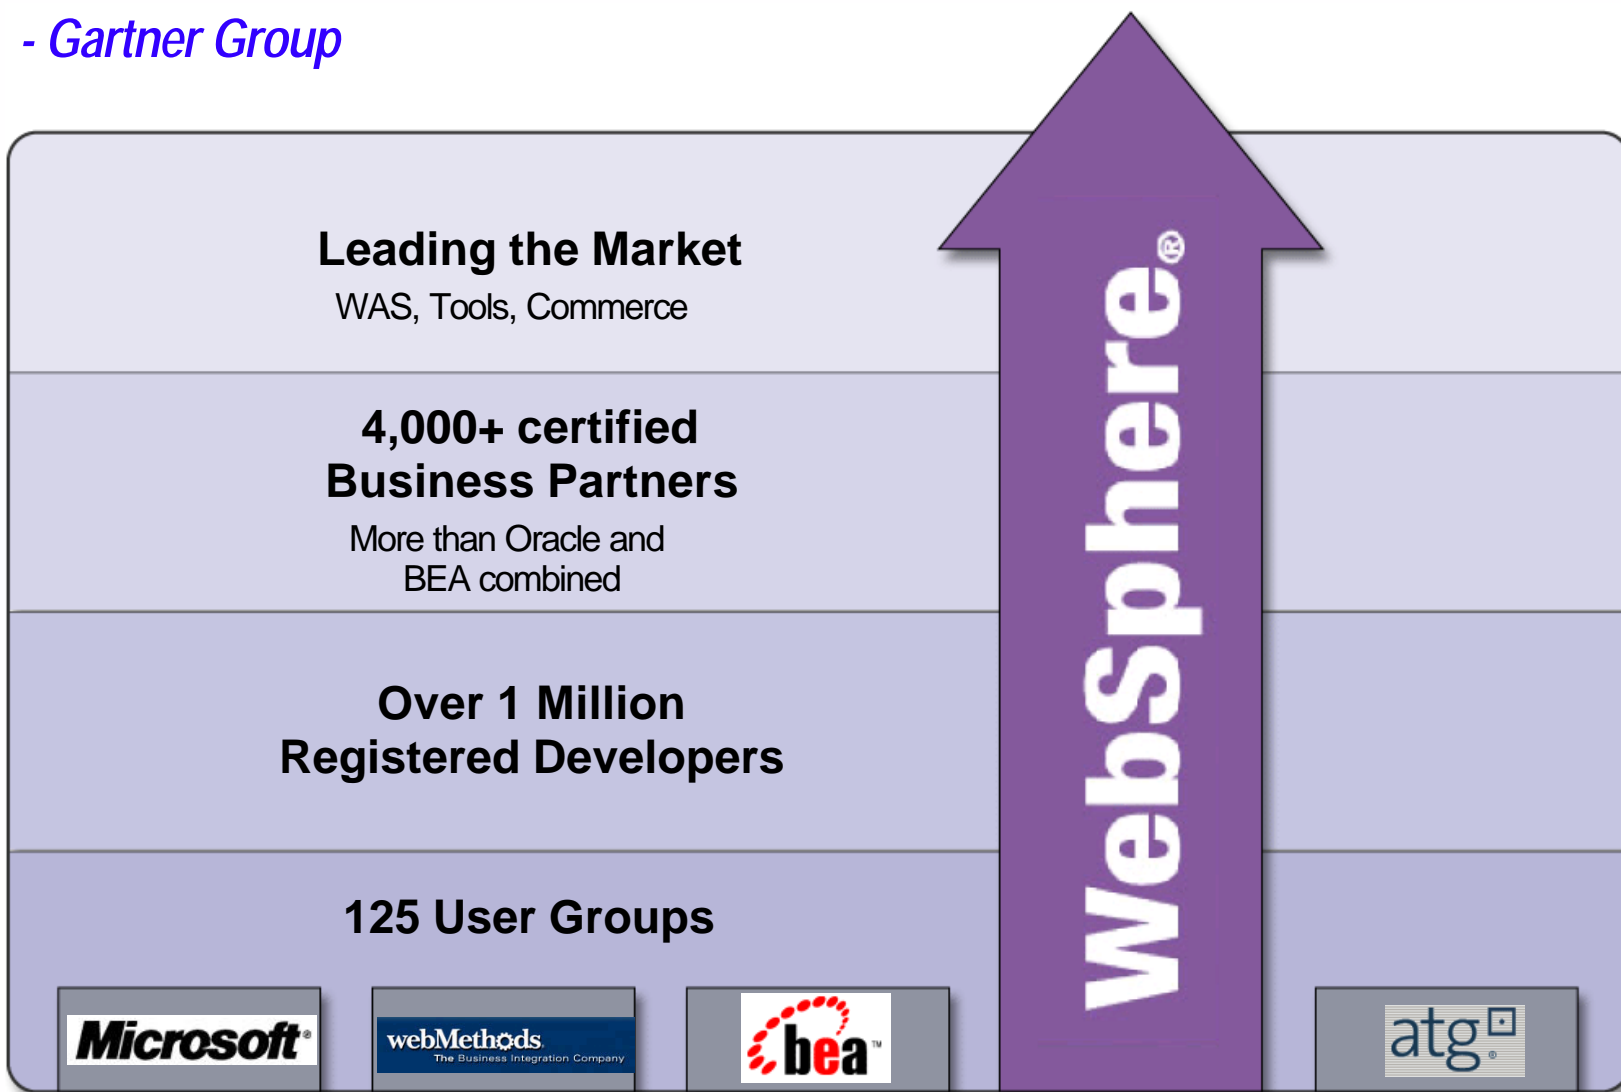 - Gartner Group
Leading the Market
WAS, Tools, Commerce
4,000+ certified
Business Partners
More than Oracle and
BEA combined
Over 1 Million
Registered Developers
125 User Groups
WebSphere®
Microsoft®
webMethods.
The Business Integration Company
bea™
atg®